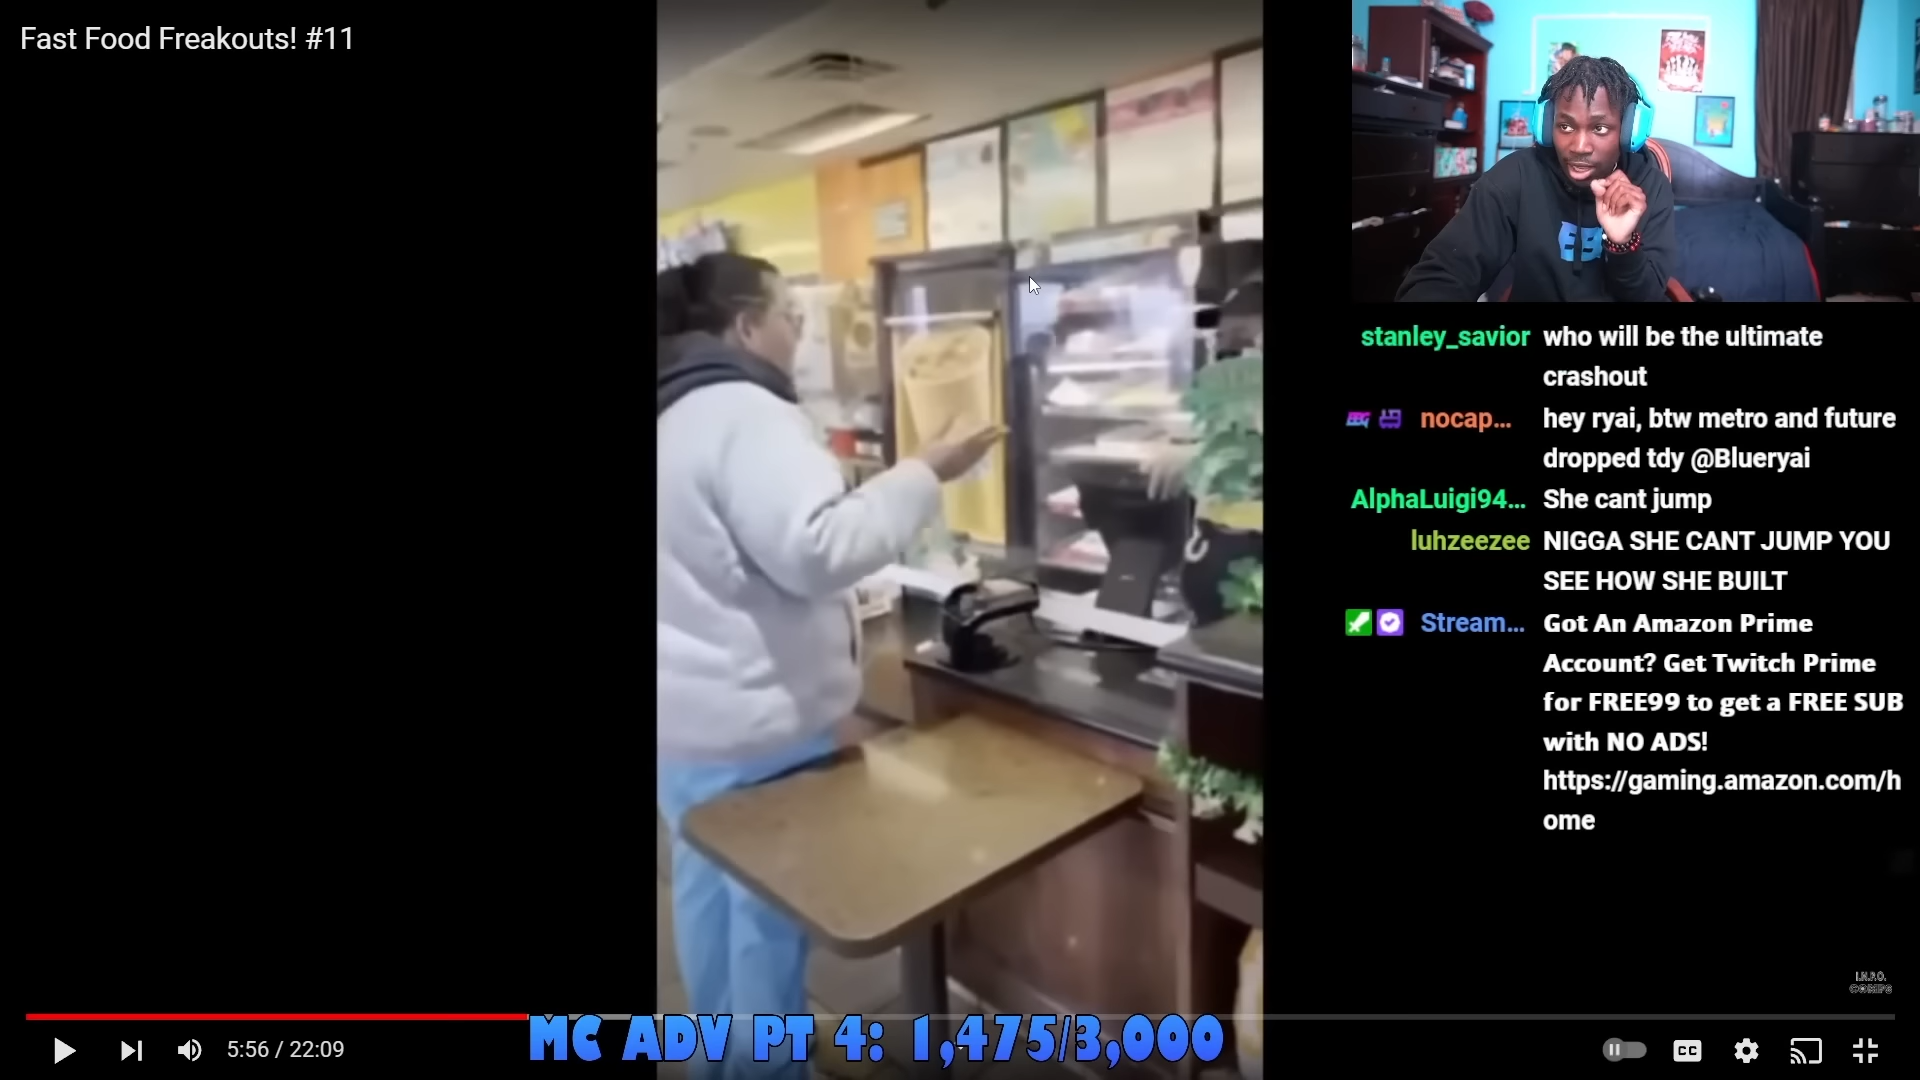 Fast Food Freakouts! #11
stanley_savior who will be the ultimate
crashout
nocap... hey ryai, btw metro and future
dropped tdy @Blueryai
AlphaLuigi94... She cant jump
luhzeezee NIGGA SHE CANT JUMP YOU
SEE HOW SHE BUILT
Stream... Got An Amazon Prime
Account? Get Twitch Prime
for FREE99 to get a FREE SUB
with NO ADS!
https://gaming.amazon.com/h
ome
I.N.F.O.
COMPS
MC ADV PT 4: 1,475/3,000
5:56 / 22:09
CC